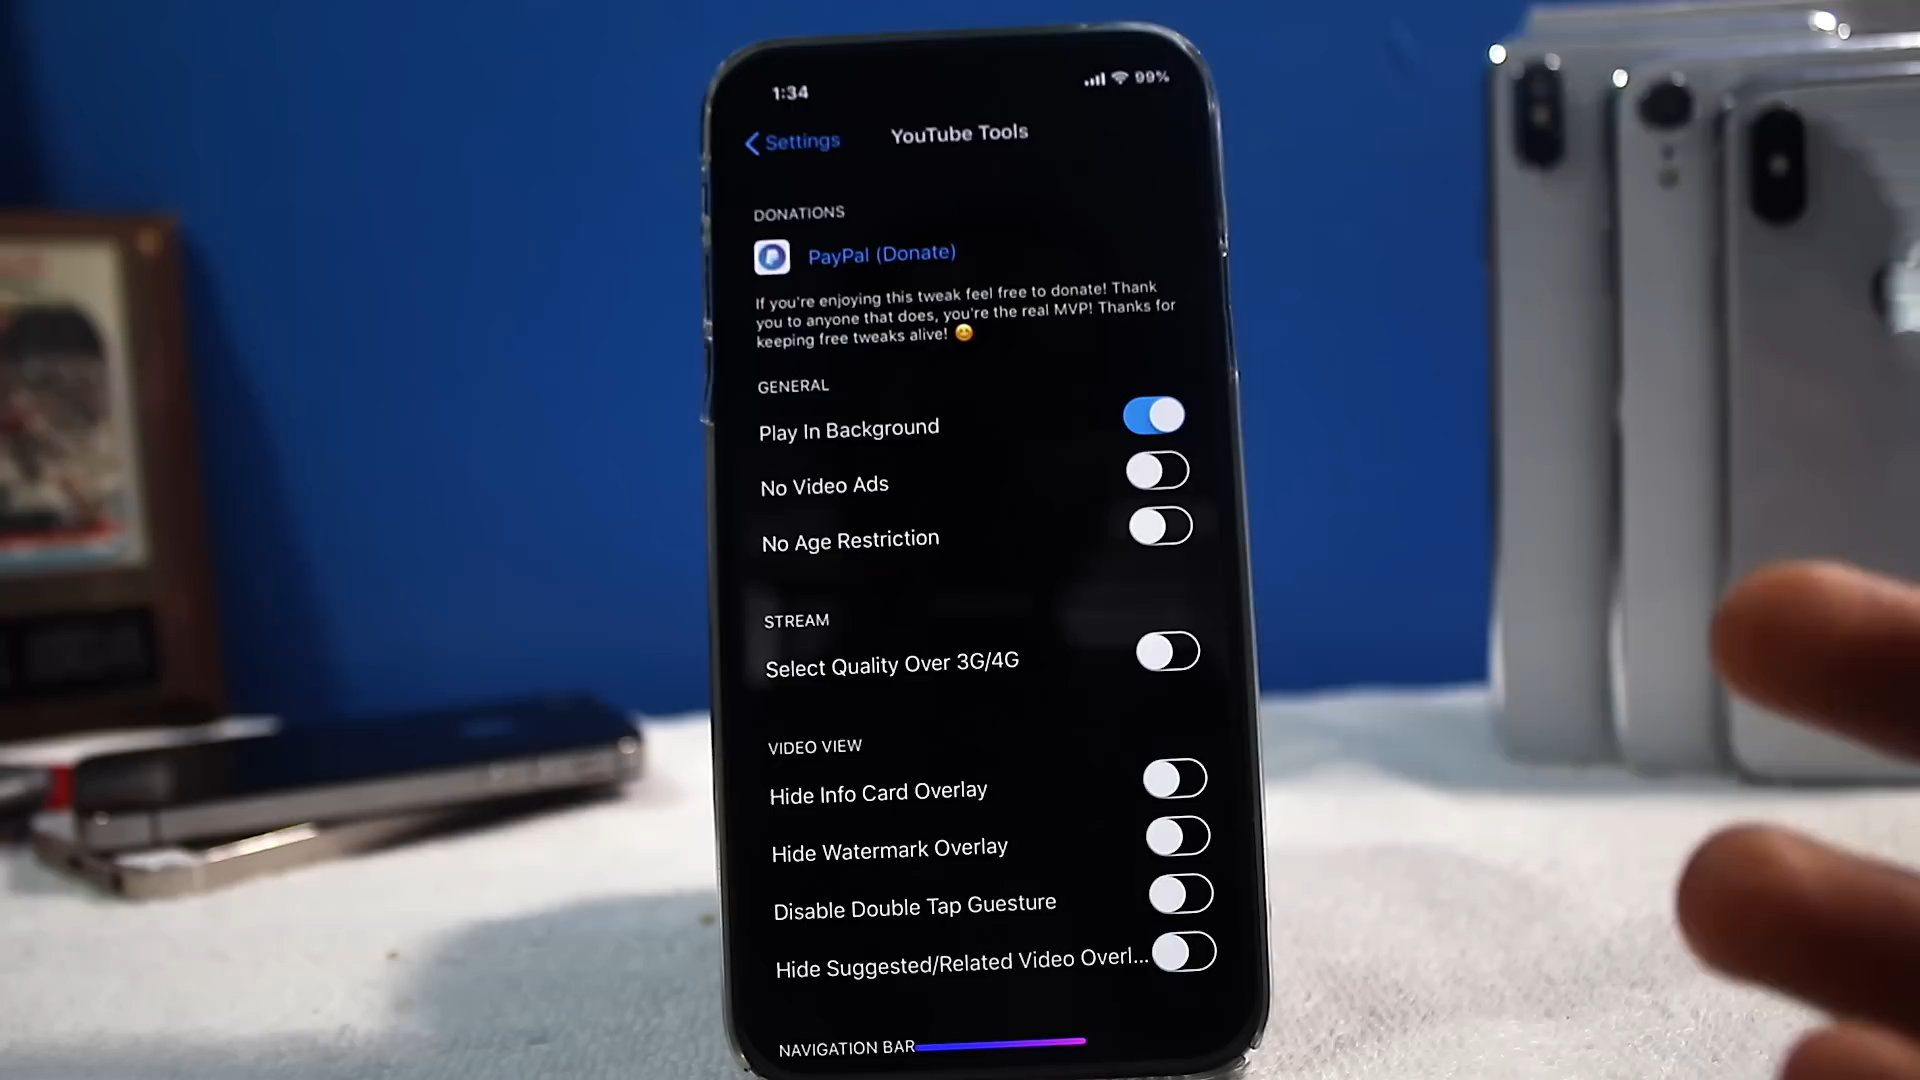 1:34
99%
Settings
YouTube Tools
DONATIONS
PayPal (Donate)
If you're enjoying this tweak feel free to donate! Thank
you to anyone that does, you're the real MVP! Thanks for
keeping free tweaks alive! 😊
GENERAL
Play In Background
No Video Ads
No Age Restriction
STREAM
Select Quality Over 3G/4G
VIDEO VIEW
Hide Info Card Overlay
Hide Watermark Overlay
Disable Double Tap Guesture
Hide Suggested/Related Video Overl...
NAVIGATION BAR